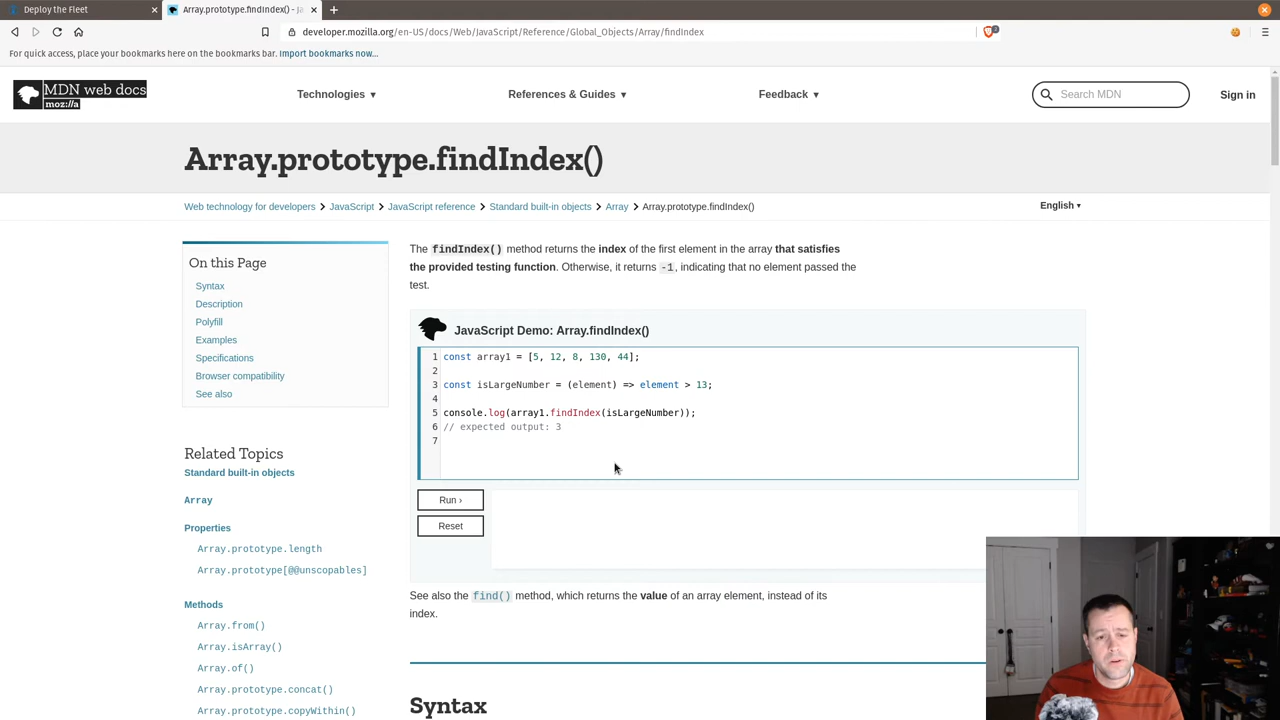 Deploy the Fleet
Array.prototype.findIndex() - Ja
developer.mozilla.org/en-US/docs/Web/JavaScript/Reference/Global_Objects/Array/findIndex
2
For quick access, place your bookmarks here on the bookmarks bar. Import bookmarks now...
MDN web docs
moz://a
Technologies ▾
References & Guides ▾
Feedback ▾
Search MDN
Sign in
Array.prototype.findIndex()
Web technology for developers
JavaScript
JavaScript reference
Standard built-in objects
Array
Array.prototype.findIndex()
English ▾
On this Page
Syntax
Description
Polyfill
Examples
Specifications
Browser compatibility
See also
Related Topics
Standard built-in objects
Array
Properties
Array.prototype.length
Array.prototype[@@unscopables]
Methods
Array.from()
Array.isArray()
Array.of()
Array.prototype.concat()
Array.prototype.copyWithin()
The findIndex() method returns the index of the first element in the array that satisfies
the provided testing function. Otherwise, it returns -1, indicating that no element passed the
test.
JavaScript Demo: Array.findIndex()
1 const array1 = [5, 12, 8, 130, 44];
2
3 const isLargeNumber = (element) => element > 13;
4
5 console.log(array1.findIndex(isLargeNumber));
6 // expected output: 3
7
Run ›
Reset
See also the find() method, which returns the value of an array element, instead of its
index.
Syntax